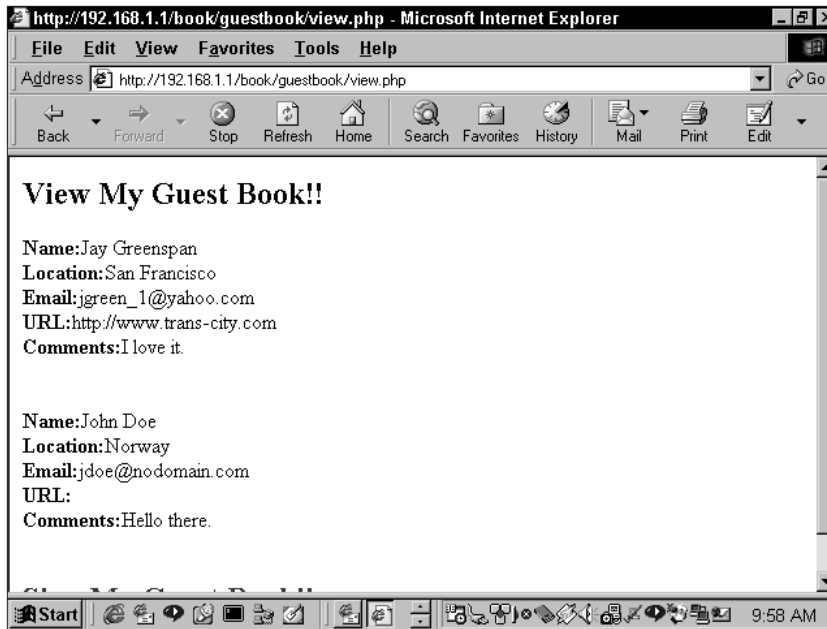 http://192.168.1.1/book/guestbook/view.php - Microsoft Internet Explorer
File Edit View Favorites Tools Help
Address http://192.168.1.1/book/guestbook/view.php Go
Back Forward Stop Refresh Home Search Favorites History Mail Print Edit
View My Guest Book!!
Name:Jay Greenspan
Location:San Francisco
Email:jgreen_1@yahoo.com
URL:http://www.trans-city.com
Comments:I love it.
Name:John Doe
Location:Norway
Email:jdoe@nodomain.com
URL:
Comments:Hello there.
My Guest Book!!
Start 9:58 AM